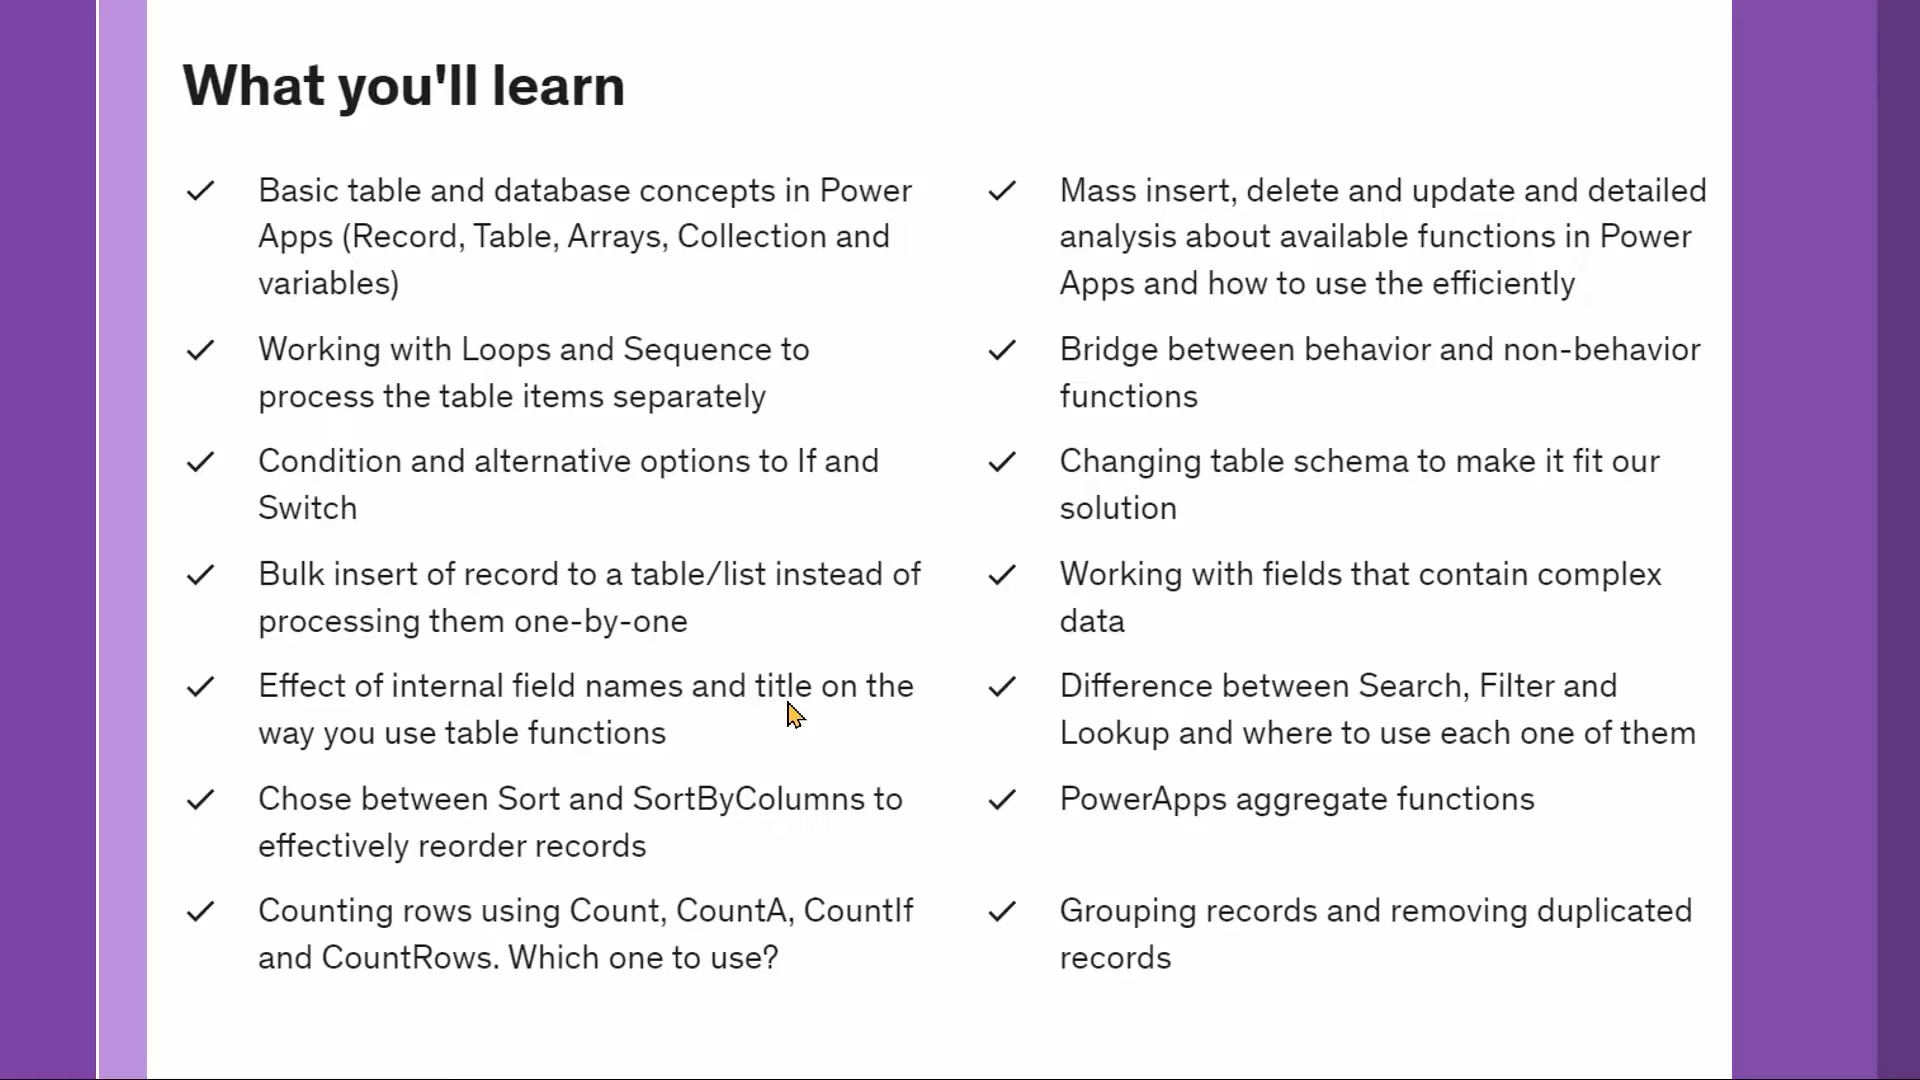 What you'll learn
Basic table and database concepts in Power
Apps (Record, Table, Arrays, Collection and
variables)
Working with Loops and Sequence to
process the table items separately
Condition and alternative options to If and
Switch
Bulk insert of record to a table/list instead of
processing them one-by-one
Effect of internal field names and title on the
way you use table functions
Chose between Sort and SortByColumns to
effectively reorder records
Counting rows using Count, CountA, CountIf
and CountRows. Which one to use?
Mass insert, delete and update and detailed
analysis about available functions in Power
Apps and how to use the efficiently
Bridge between behavior and non-behavior
functions
Changing table schema to make it fit our
solution
Working with fields that contain complex
data
Difference between Search, Filter and
Lookup and where to use each one of them
PowerApps aggregate functions
Grouping records and removing duplicated
records